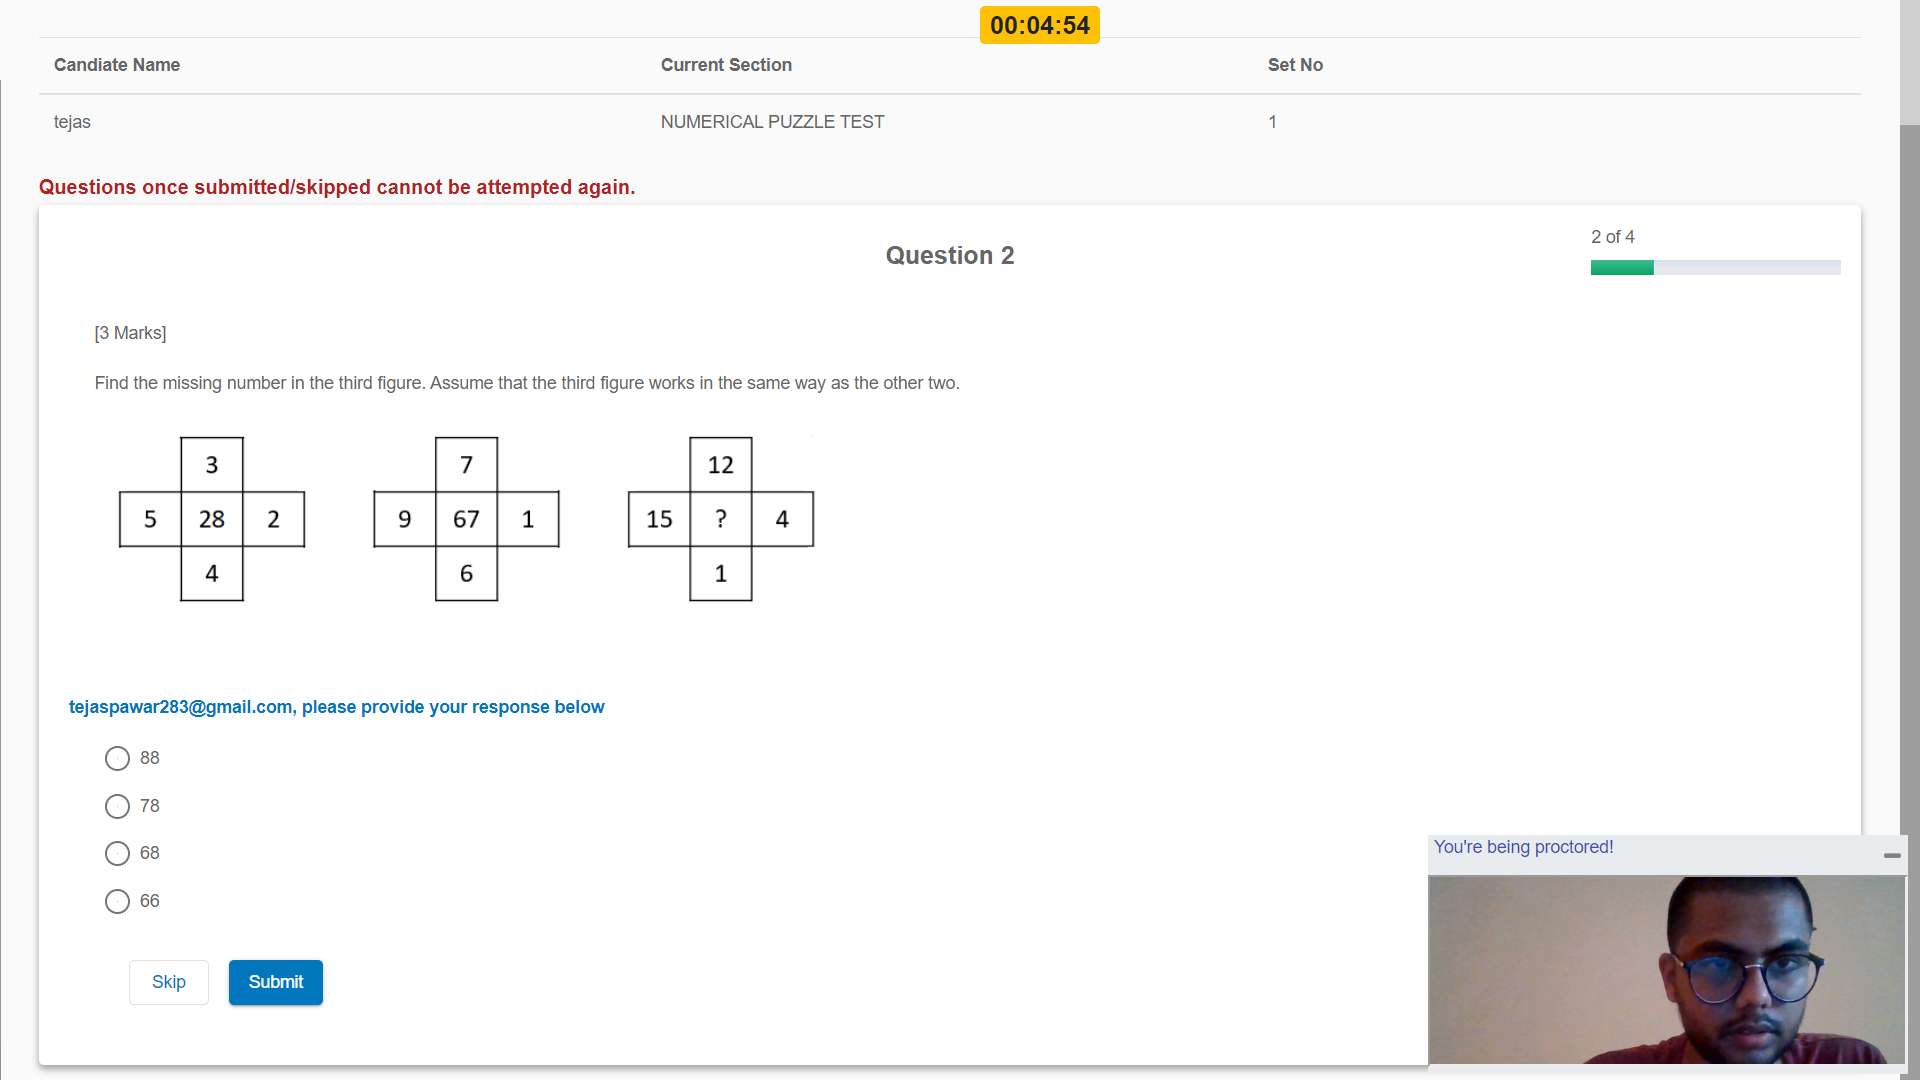 00:04:54
Candiate Name Current Section Set No
tejas NUMERICAL PUZZLE TEST 1
Questions once submitted/skipped cannot be attempted again.
Question 2
2 of 4
[3 Marks]
Find the missing number in the third figure. Assume that the third figure works in the same way as the other two.
3 7 12
5 28 2 9 67 1 15 ? 4
4 6 1
tejaspawar283@gmail.com, please provide your response below
88
78
68
66
Skip Submit
You're being proctored!